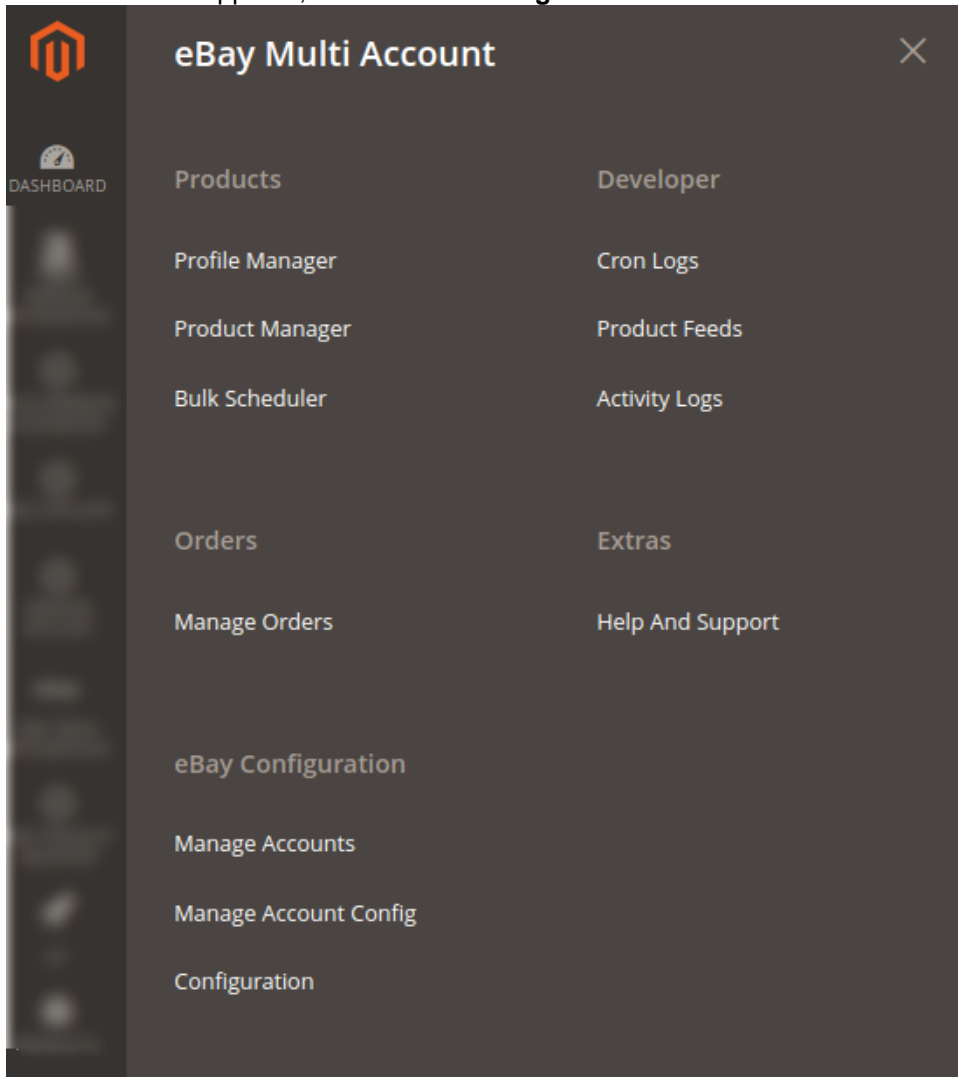 eBay Multi Account
DASHBOARD
Products
Profile Manager
Product Manager
Bulk Scheduler
Developer
Cron Logs
Product Feeds
Activity Logs
Orders
Manage Orders
Extras
Help And Support
eBay Configuration
Manage Accounts
Manage Account Config
Configuration